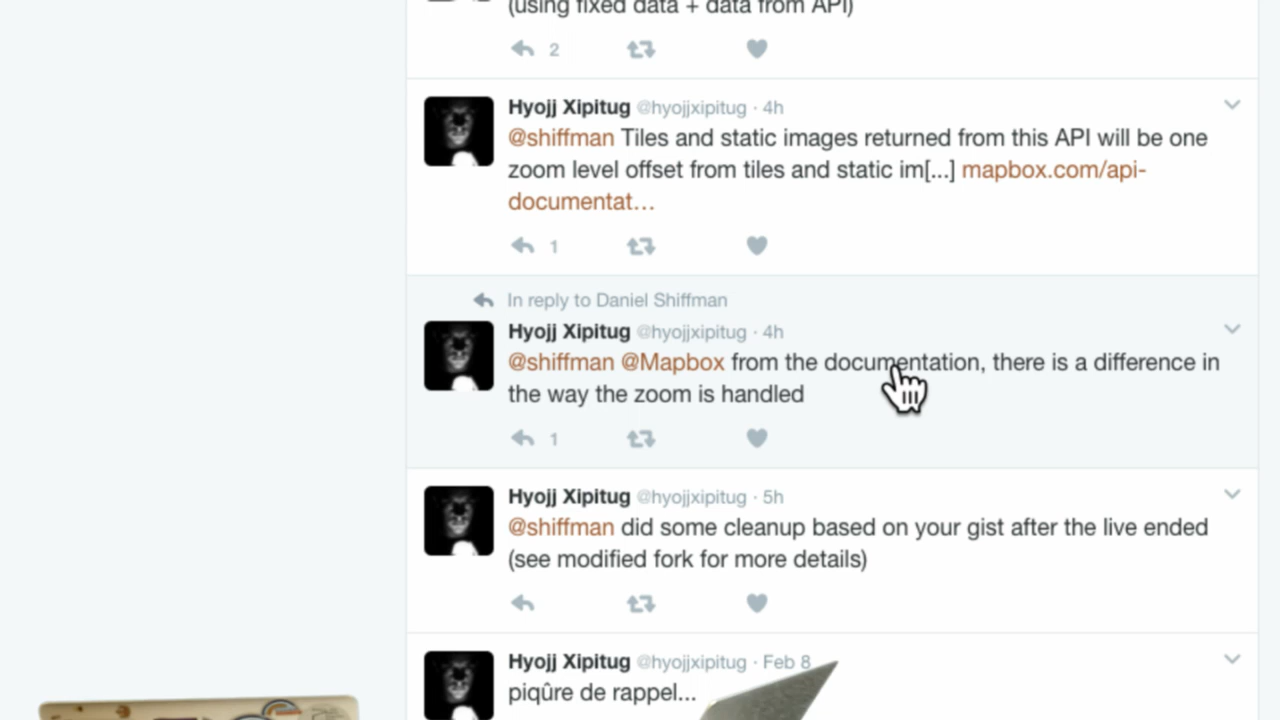 (using fixed data + data from API)
2
Hyojj Xipitug @hyojjxipitug · 4h
@shiffman Tiles and static images returned from this API will be one
zoom level offset from tiles and static im[...] mapbox.com/api-
documentat…
1
In reply to Daniel Shiffman
Hyojj Xipitug @hyojjxipitug · 4h
@shiffman @Mapbox from the documentation, there is a difference in
the way the zoom is handled
1
Hyojj Xipitug @hyojjxipitug · 5h
@shiffman did some cleanup based on your gist after the live ended
(see modified fork for more details)
Hyojj Xipitug @hyojjxipitug · Feb 8
piqûre de rappel...